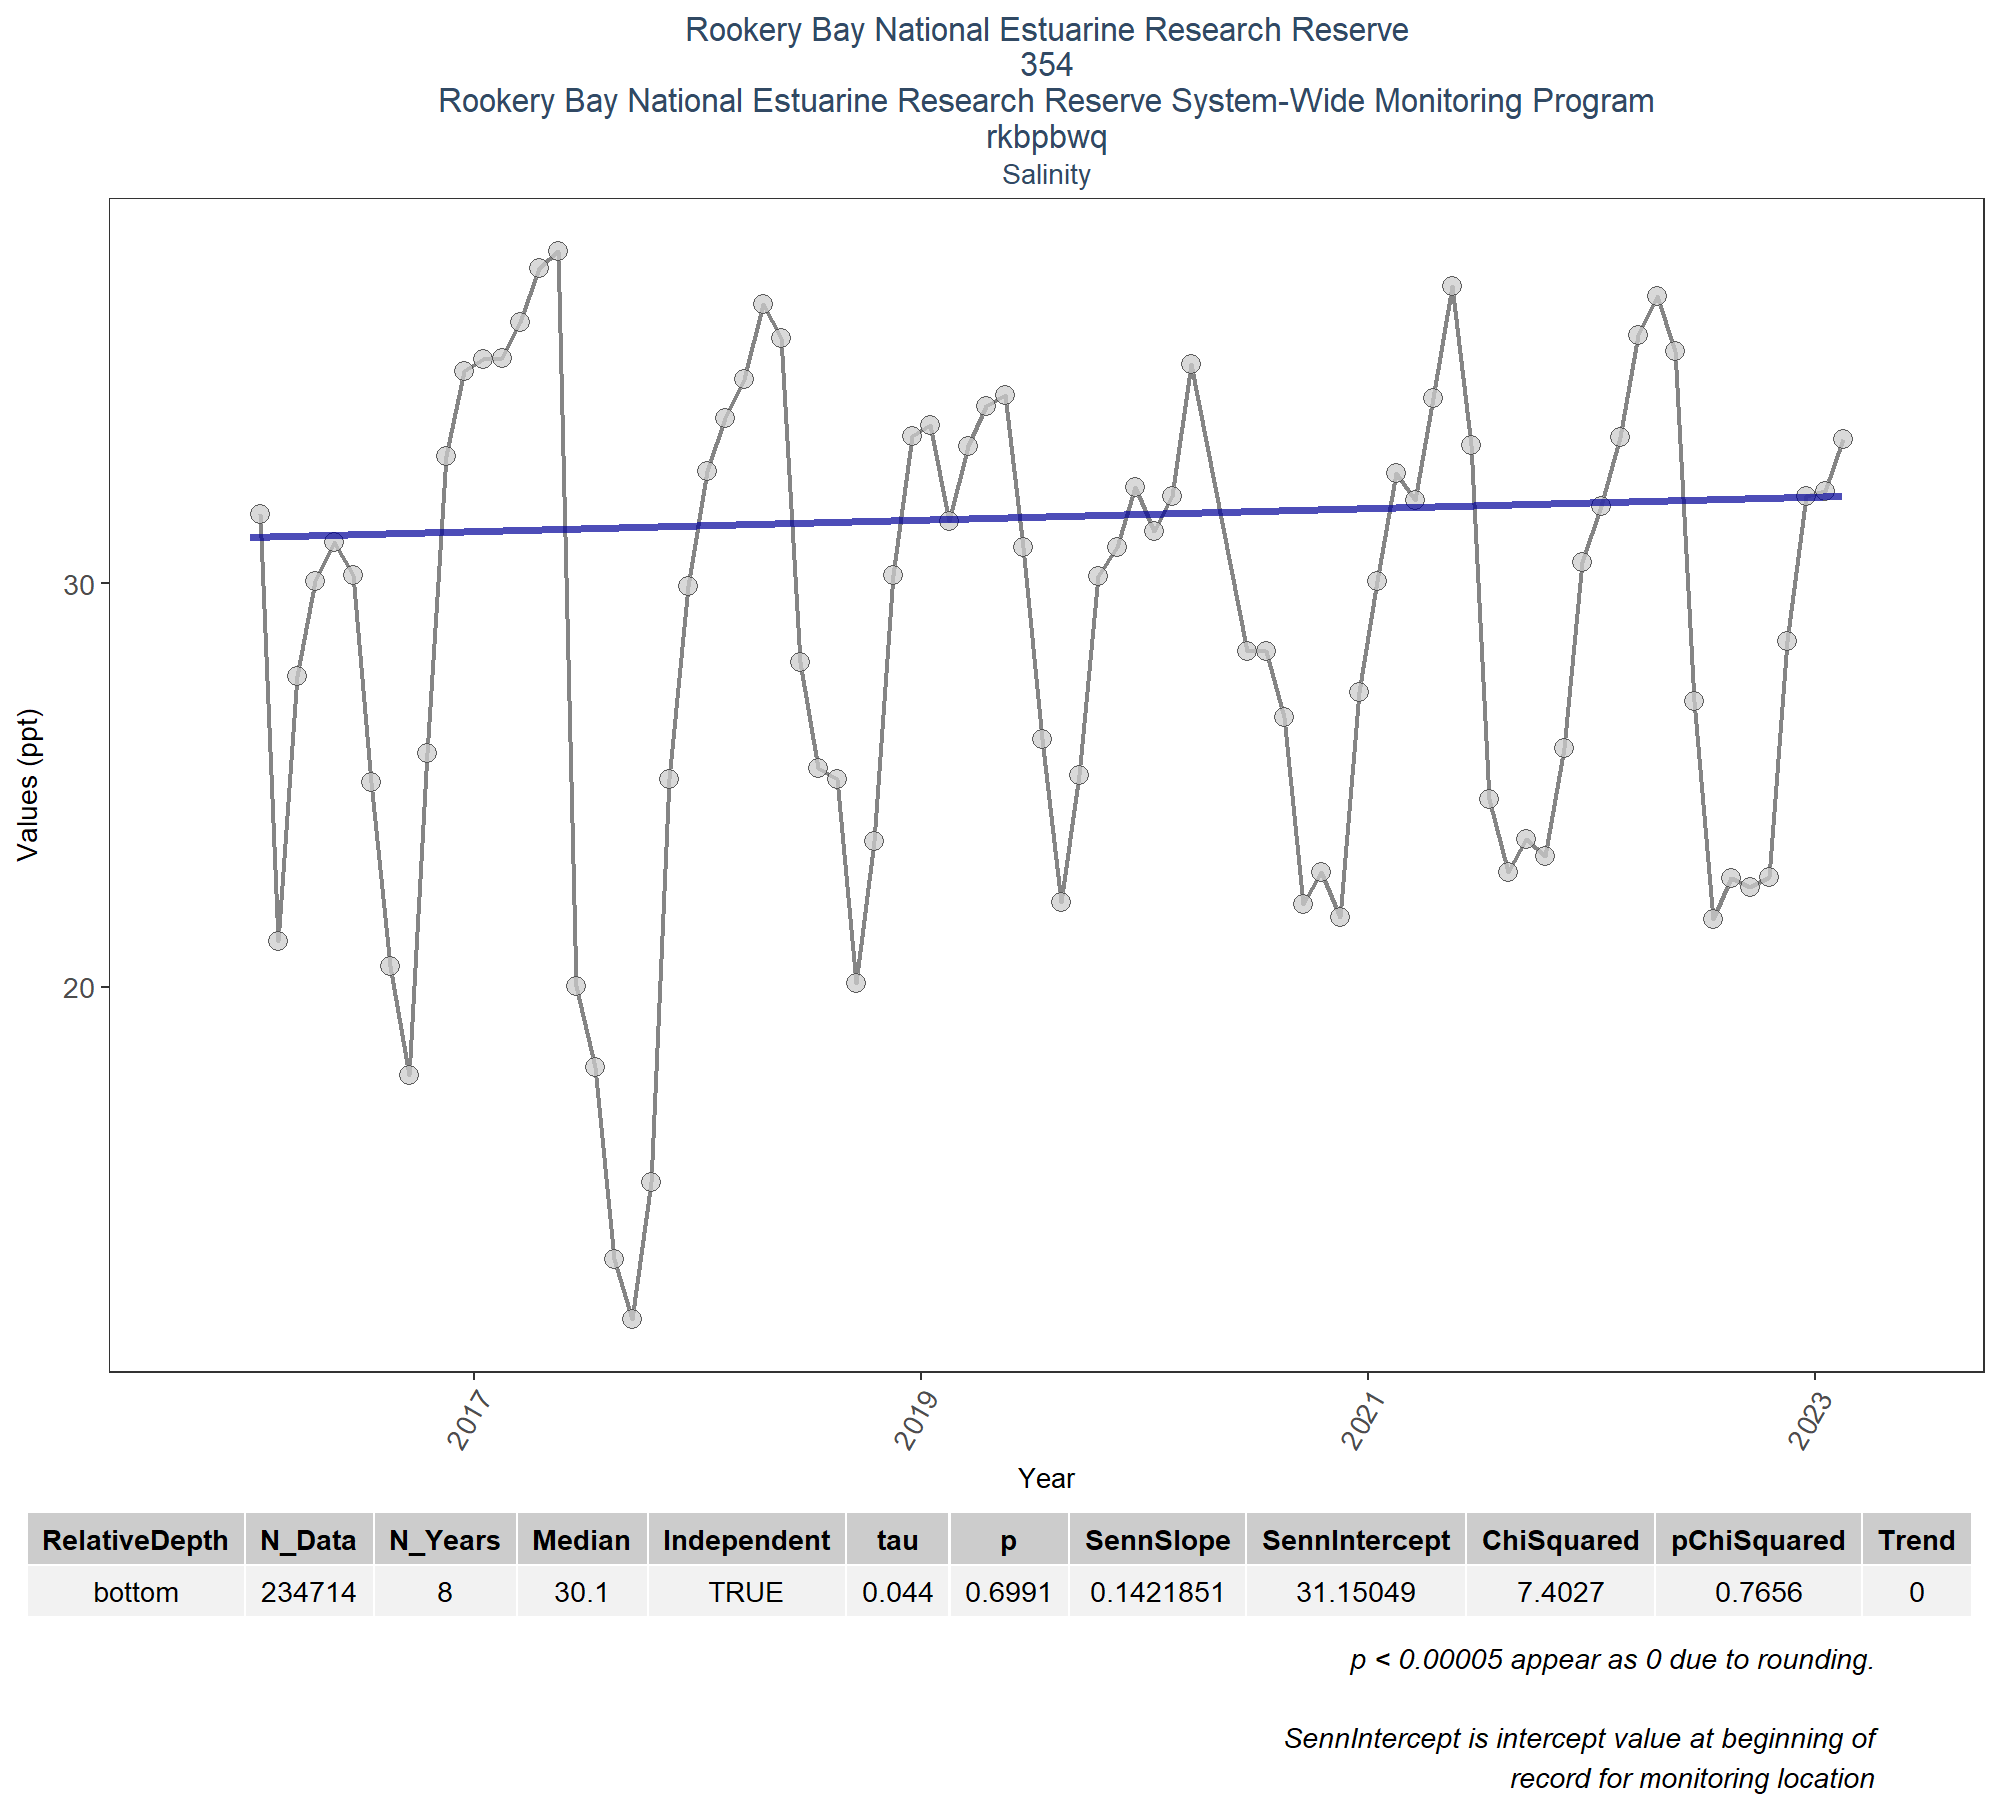 Rookery Bay National Estuarine Research Reserve
354
Rookery Bay National Estuarine Research Reserve System-Wide Monitoring Program
rkbpbwq
Salinity
Values (ppt)
30
20
2017 2019 2021 2023
Year
RelativeDepth N_Data N_Years Median Independent tau p SennSlope SennIntercept ChiSquared pChiSquared Trend
bottom 234714 8 30.1 TRUE 0.044 0.6991 0.1421851 31.15049 7.4027 0.7656 0
p < 0.00005 appear as 0 due to rounding.
SennIntercept is intercept value at beginning of
record for monitoring location